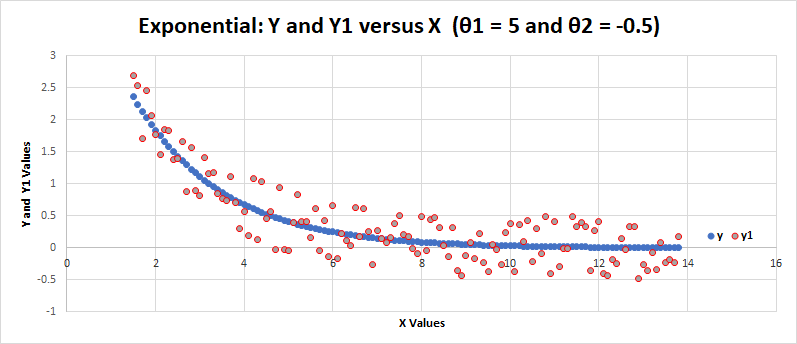 Exponential: Y and Y1 versus X (θ1 = 5 and θ2 = -0.5)
3
2.5
2
1.5
1
0.5
0
-0.5
-1
Y and Y1 Values
0 2 4 6 8 10 12 14 16
X Values
y y1